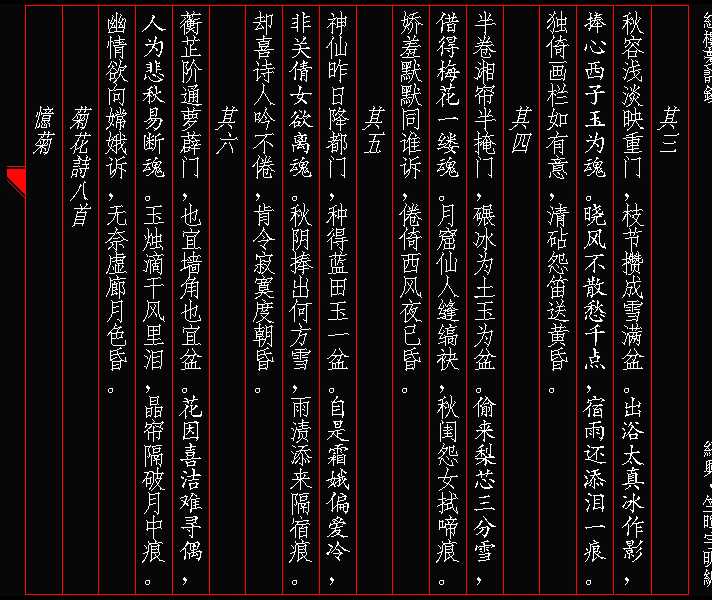 其三
秋容浅淡映重门，枝节攒成雪满盆。出浴太真冰作影，
捧心西子玉为魂。晓风不散愁千点，宿雨还添泪一痕。
独倚画栏如有意，清砧怨笛送黄昏。
其四
半卷湘帘半掩门，碾冰为土玉为盆。偷来梨芯三分雪，
借得梅花一缕魂。月窟仙人缝缟袂，秋闺怨女拭啼痕。
娇羞默默同谁诉，倦倚西风夜已昏。
其五
神仙昨日降都门，种得蓝田玉一盆。自是霜娥偏爱冷，
非关倩女欲离魂。秋阴捧出何方雪，雨渍添来隔宿痕。
却喜诗人吟不倦，肯令寂寞度朝昏。
其六
蘅芷阶通萝薜门，也宜墙角也宜盆。花因喜洁难寻偶，
人为悲秋易断魂。玉烛滴干风里泪，晶帘隔破月中痕。
幽情欲向嫦娥诉，无奈虚廊月色昏。
菊花詩八首
憶菊